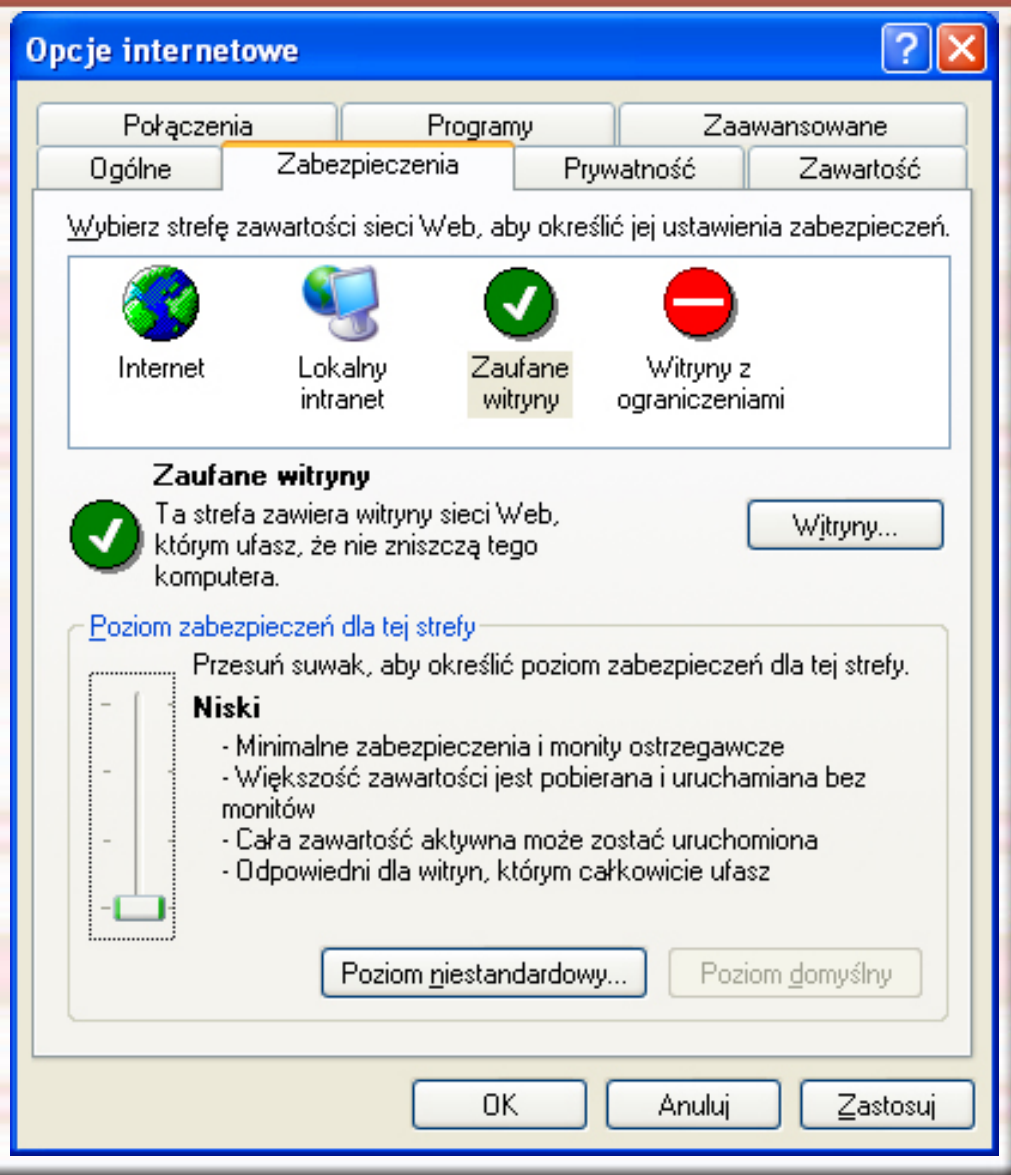 Opcje internetowe
Połączenia Programy Zaawansowane
Ogólne Zabezpieczenia Prywatność Zawartość
Wybierz strefę zawartości sieci Web, aby określić jej ustawienia zabezpieczeń.
Internet Lokalny intranet Zaufane witryny Witryny z ograniczeniami
Zaufane witryny
Ta strefa zawiera witryny sieci Web,
którym ufasz, że nie zniszczą tego
komputera.
Witryny...
Poziom zabezpieczeń dla tej strefy
Przesuń suwak, aby określić poziom zabezpieczeń dla tej strefy.
Niski
- Minimalne zabezpieczenia i monity ostrzegawcze
- Większość zawartości jest pobierana i uruchamiana bez
monitów
- Cała zawartość aktywna może zostać uruchomiona
- Odpowiedni dla witryn, którym całkowicie ufasz
Poziom niestandardowy... Poziom domyślny
OK Anuluj Zastosuj